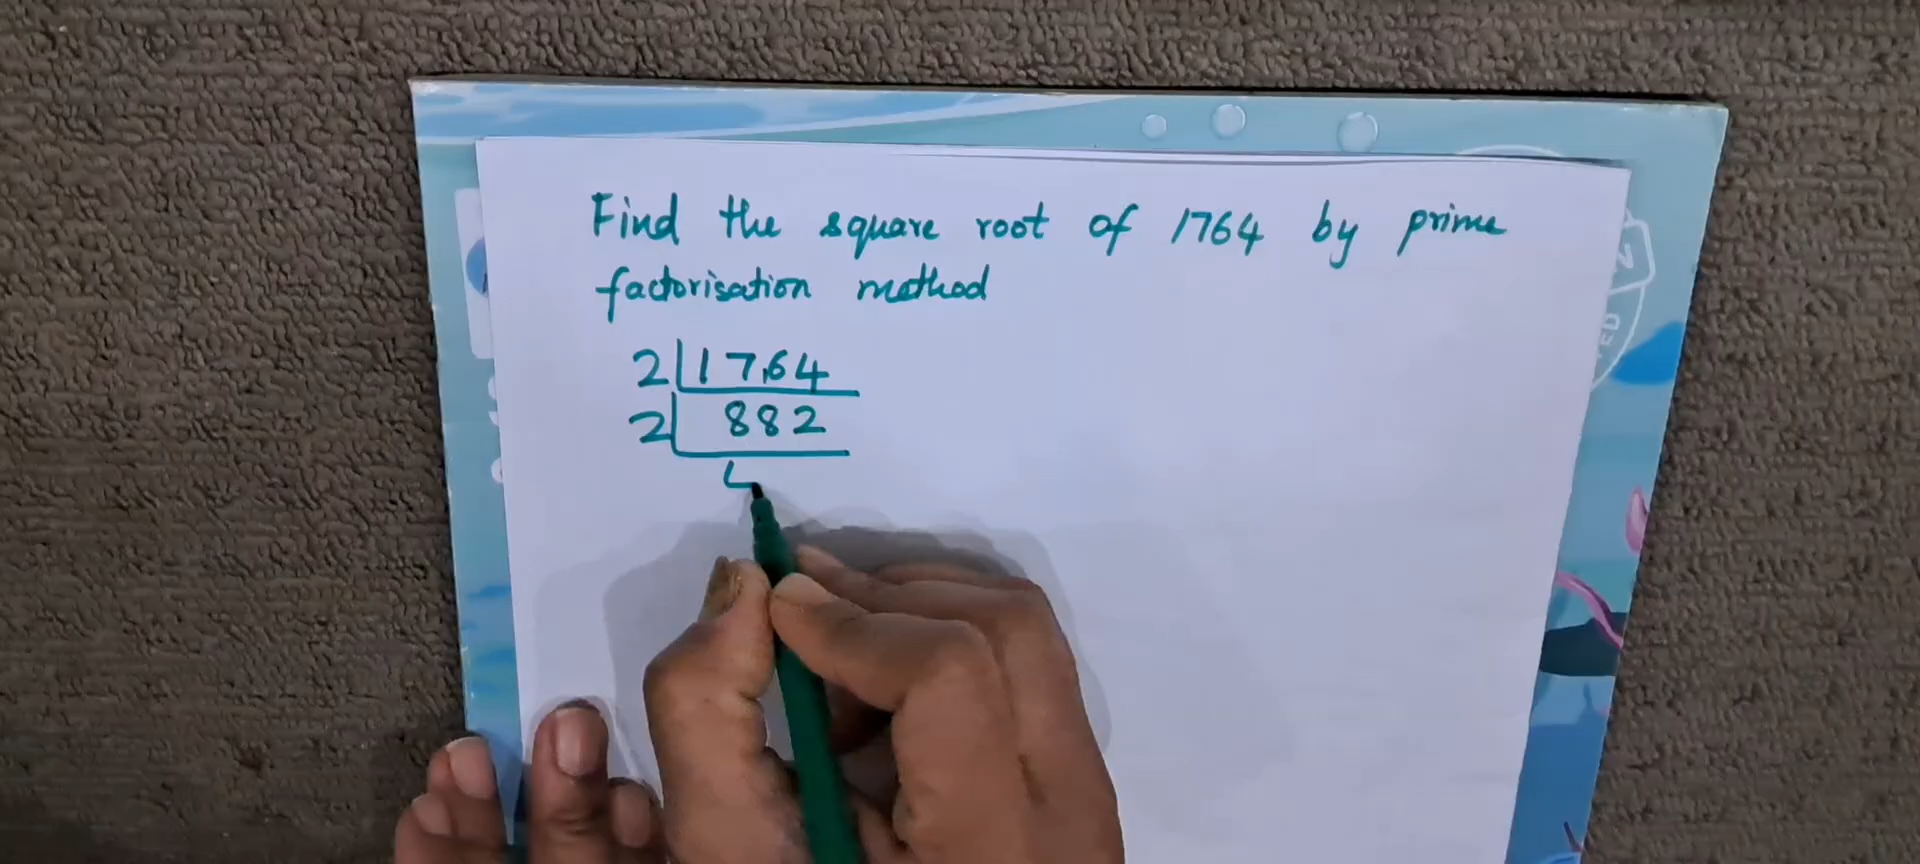 Find the square root of 1764 by prime
factorisation method
2 | 1764
2 | 882